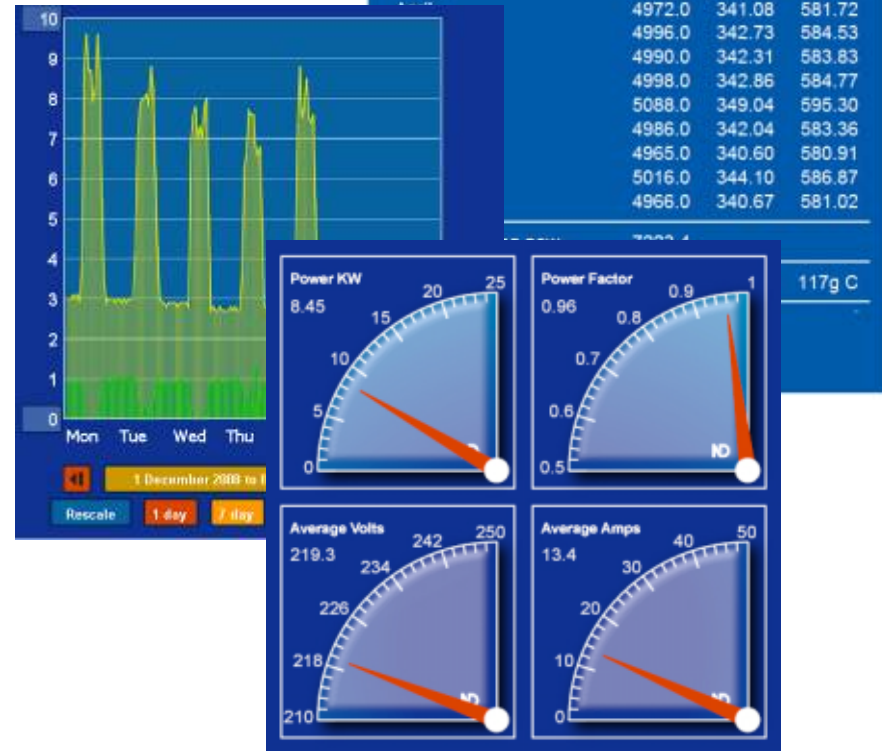 10
9
8
7
6
5
4
3
2
1
0
Mon Tue Wed Thu
1 December 2008 to
Rescale 1 day 7 day
4972.0 341.08 581.72
4996.0 342.73 584.53
4990.0 342.31 583.83
4998.0 342.86 584.77
5088.0 349.04 595.30
4986.0 342.04 583.36
4965.0 340.60 580.91
5016.0 344.10 586.87
4966.0 340.67 581.02
117g C
Power KW
8.45
0 5 10 15 20 25
ND
Power Factor
0.96
0.5 0.6 0.7 0.8 0.9 1
ND
Average Volts
219.3
210 218 226 234 242 250
ND
Average Amps
13.4
0 10 20 30 40 50
ND